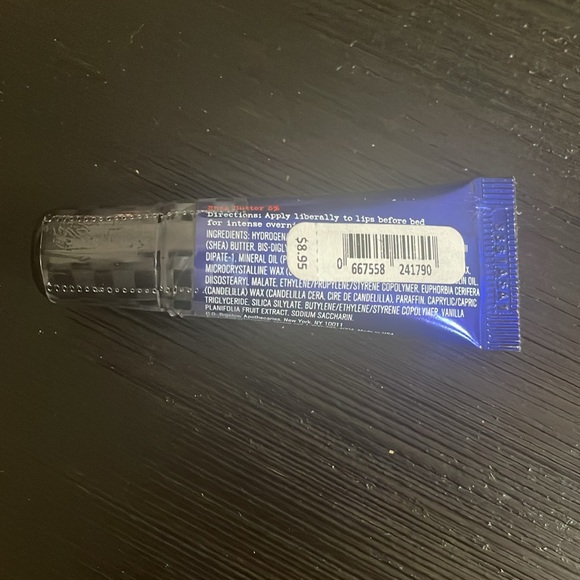 Shea Butter 5%
Directions: Apply liberally to lips before bed
for intense overni
INGREDIENTS: HYDROGEN
(SHEA) BUTTER, BIS-DIGLY
DIPATE-1, MINERAL OIL (P
MICROCRYSTALLINE WAX (
DIISOSTEARYL MALATE, ETHYLENE/PROPYLENE/STYRENE COPOLYMER, EUPHORBIA CERIFERA
(CANDELILLA) WAX (CANDELILLA CERA, CIRE DE CANDELILLA), PARAFFIN, CAPRYLIC/CAPRIC
TRIGLYCERIDE, SILICA SILYLATE, BUTYLENE/ETHYLENE/STYRENE COPOLYMER, VANILLA
PLANIFOLIA FRUIT EXTRACT, SODIUM SACCHARIN.
Apothecaries, New York, NY 10011
$8.95
0 667558 241790